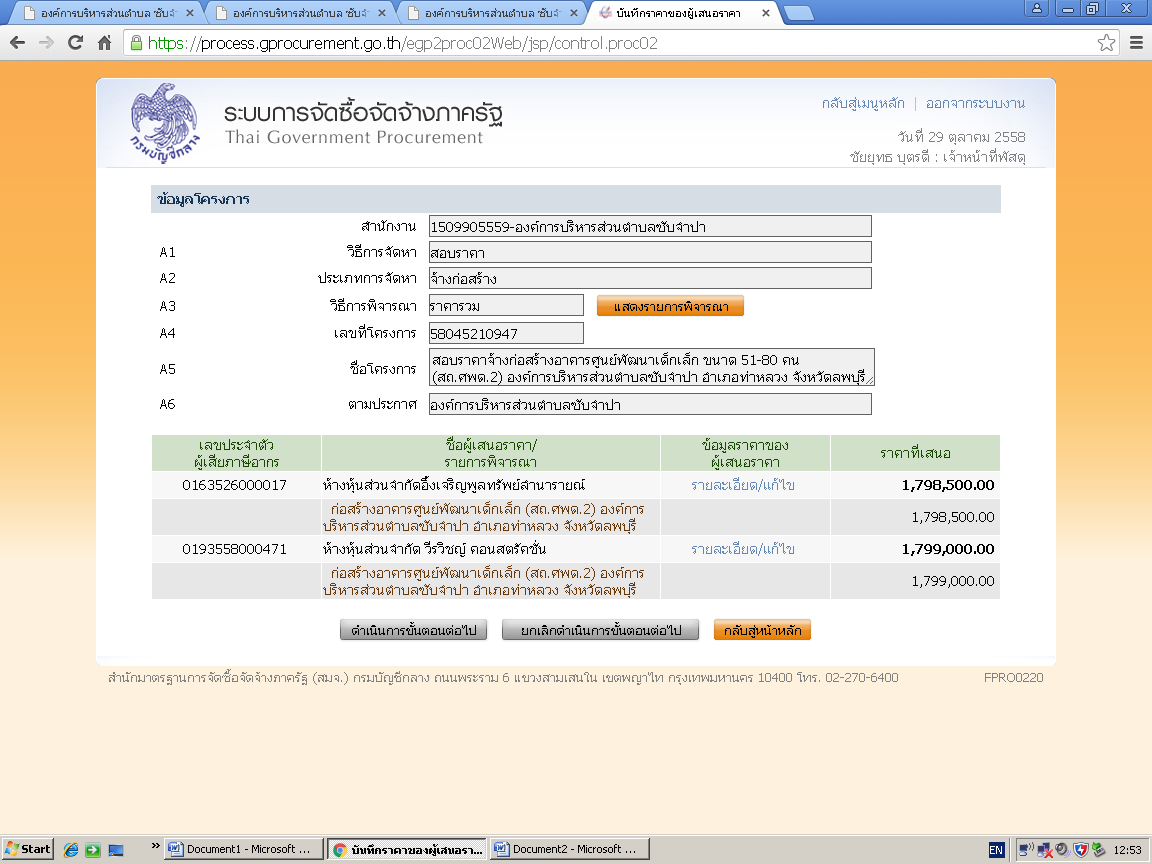 องค์การบริหารส่วนตำบล ซับจำ องค์การบริหารส่วนตำบล ซับจำ องค์การบริหารส่วนตำบล ซับจำ บันทึกราคาของผู้เสนอราคา
https://process.gprocurement.go.th/egp2proc02Web/jsp/control.proc02
ระบบการจัดซื้อจัดจ้างภาครัฐ
Thai Government Procurement
กรมบัญชีกลาง
กลับสู่เมนูหลัก | ออกจากระบบงาน
วันที่ 29 ตุลาคม 2558
ชัยยุทธ บุตรดี : เจ้าหน้าที่พัสดุ
ข้อมูลโครงการ
สำนักงาน 1509905559-องค์การบริหารส่วนตำบลซับจำปา
A1 วิธีการจัดหา สอบราคา
A2 ประเภทการจัดหา จ้างก่อสร้าง
A3 วิธีการพิจารณา ราคารวม แสดงรายการพิจารณา
A4 เลขที่โครงการ 58045210947
A5 ชื่อโครงการ สอบราคาจ้างก่อสร้างอาคารศูนย์พัฒนาเด็กเล็ก ขนาด 51-80 คน
(สถ.ศพด.2) องค์การบริหารส่วนตำบลซับจำปา อำเภอท่าหลวง จังหวัดลพบุรี
A6 ตามประกาศ องค์การบริหารส่วนตำบลซับจำปา
เลขประจำตัว ชื่อผู้เสนอราคา/ ข้อมูลราคาของ ราคาที่เสนอ
ผู้เสียภาษีอากร รายการพิจารณา ผู้เสนอราคา
0163526000017 ห้างหุ้นส่วนจำกัดอึ้งเจริญพูลทรัพย์ลำนารายณ์ รายละเอียด/แก้ไข 1,798,500.00
ก่อสร้างอาคารศูนย์พัฒนาเด็กเล็ก (สถ.ศพด.2) องค์การ
บริหารส่วนตำบลซับจำปา อำเภอท่าหลวง จังหวัดลพบุรี 1,798,500.00
0193558000471 ห้างหุ้นส่วนจำกัด วีรวิชญ์ คอนสตรัคชั่น รายละเอียด/แก้ไข 1,799,000.00
ก่อสร้างอาคารศูนย์พัฒนาเด็กเล็ก (สถ.ศพด.2) องค์การ
บริหารส่วนตำบลซับจำปา อำเภอท่าหลวง จังหวัดลพบุรี 1,799,000.00
ดำเนินการขั้นตอนต่อไป ยกเลิกดำเนินการขั้นตอนต่อไป กลับสู่หน้าหลัก
สำนักมาตรฐานการจัดซื้อจัดจ้างภาครัฐ (สมจ.) กรมบัญชีกลาง ถนนพระราม 6 แขวงสามเสนใน เขตพญาไท กรุงเทพมหานคร 10400 โทร. 02-270-6400 FPRO0220
Start Document1 - Microsoft ... บันทึกราคาของผู้เสนอรา... Document2 - Microsoft ... EN 12:53